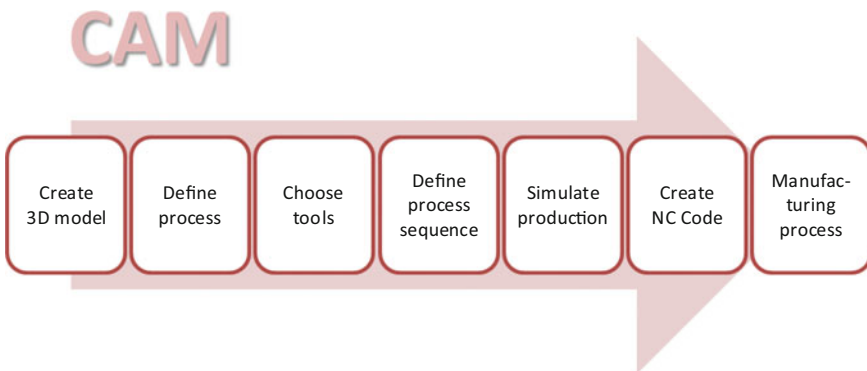 CAM
Create
3D model
Define
process
Choose
tools
Define
process
sequence
Simulate
production
Create
NC Code
Manufac-
turing
process